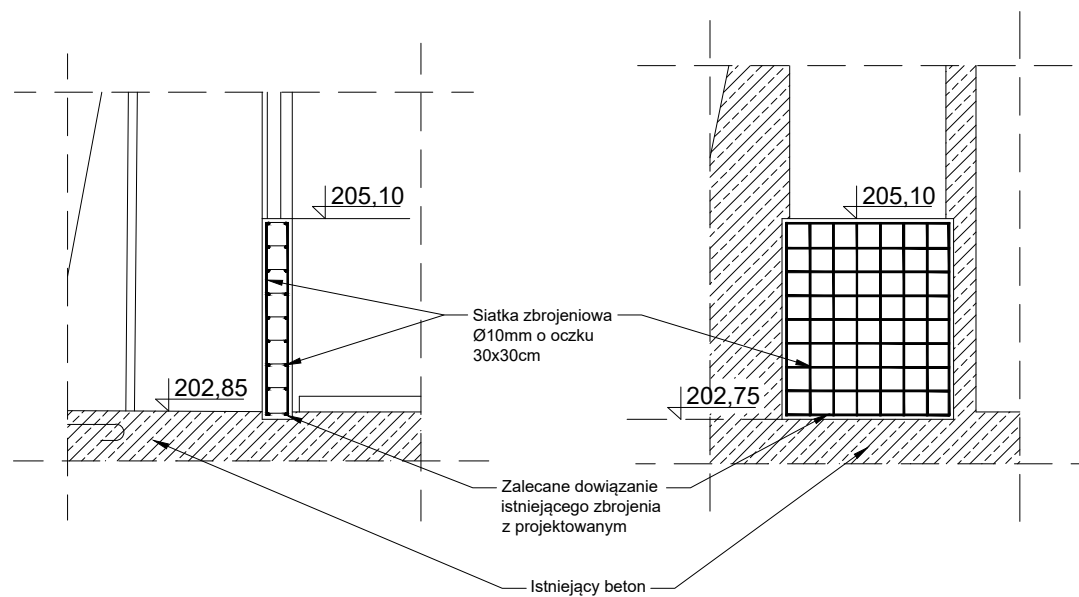 205,10
205,10
Siatka zbrojeniowa
Ø10mm o oczku
30x30cm
202,85
202,75
Zalecane dowiązanie
istniejącego zbrojenia
z projektowanym
Istniejący beton